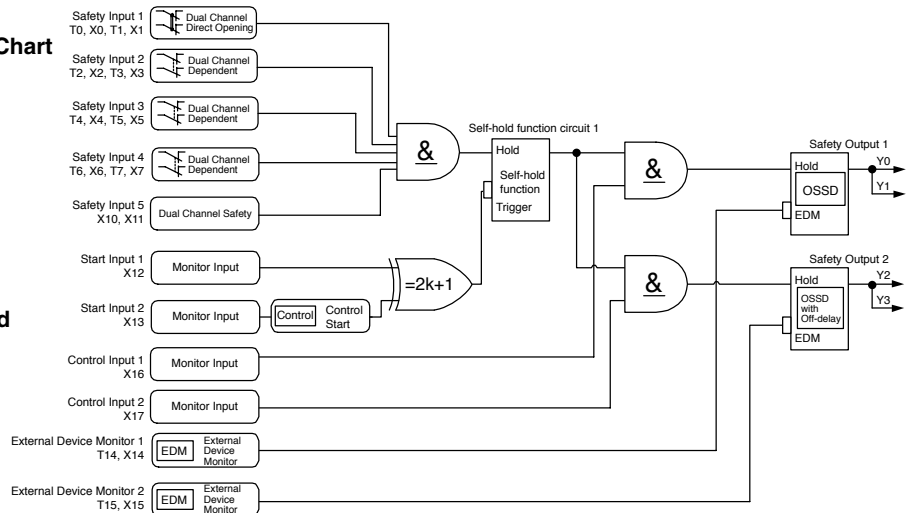 Chart
Safety Input 1
T0, X0, T1, X1
Dual Channel
Direct Opening
Safety Input 2
T2, X2, T3, X3
Dual Channel
Dependent
Safety Input 3
T4, X4, T5, X5
Dual Channel
Dependent
Safety Input 4
T6, X6, T7, X7
Dual Channel
Dependent
Safety Input 5
X10, X11
Dual Channel Safety
Start Input 1
X12
Monitor Input
Start Input 2
X13
Monitor Input
Control
Control
Start
d
Control Input 1
X16
Monitor Input
Control Input 2
X17
Monitor Input
External Device Monitor 1
T14, X14
EDM
External
Device
Monitor
External Device Monitor 2
T15, X15
EDM
External
Device
Monitor
&
=2k+1
Self-hold function circuit 1
Hold
Self-hold
function
Trigger
&
&
Safety Output 1
Hold
OSSD
EDM
Y0
Y1
Safety Output 2
Hold
OSSD
with
Off-delay
EDM
Y2
Y3